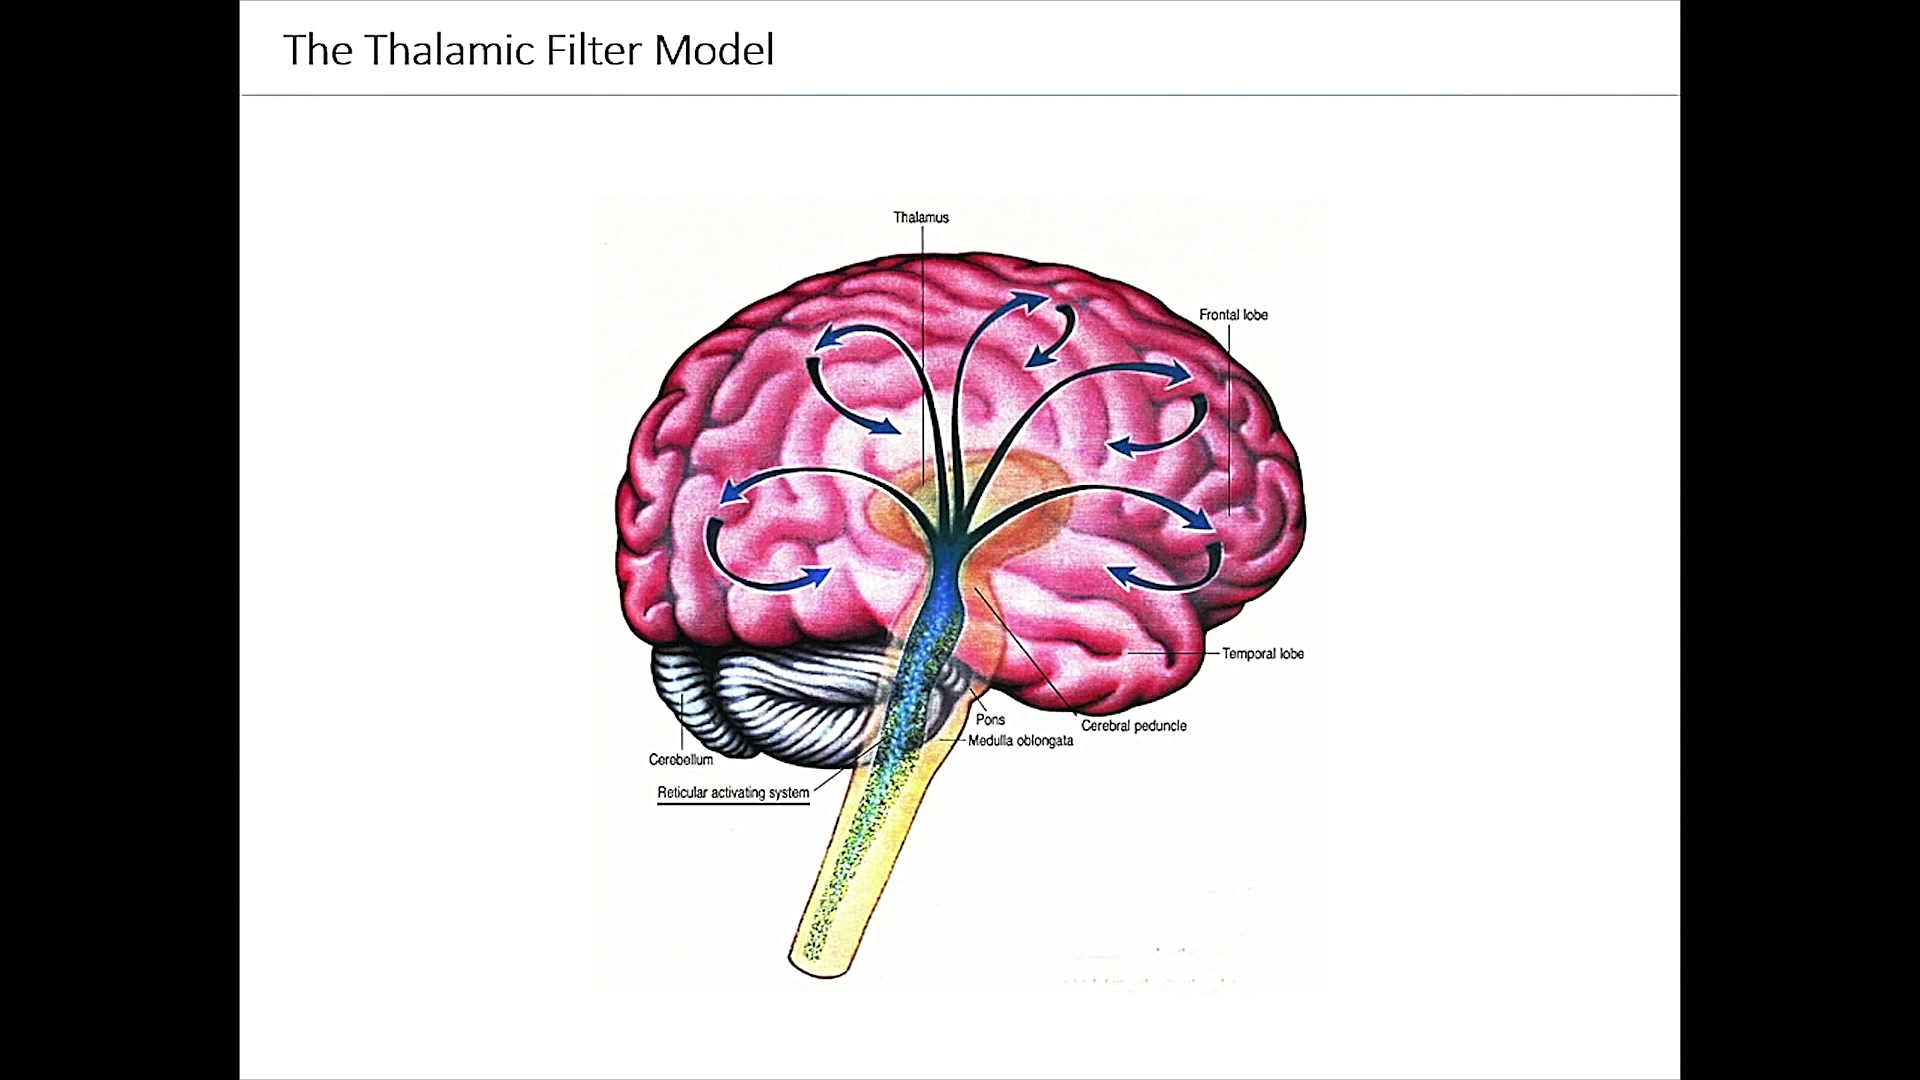 The Thalamic Filter Model
Thalamus
Frontal lobe
Temporal lobe
Pons
Cerebral peduncle
Medulla oblongata
Cerebellum
Reticular activating system